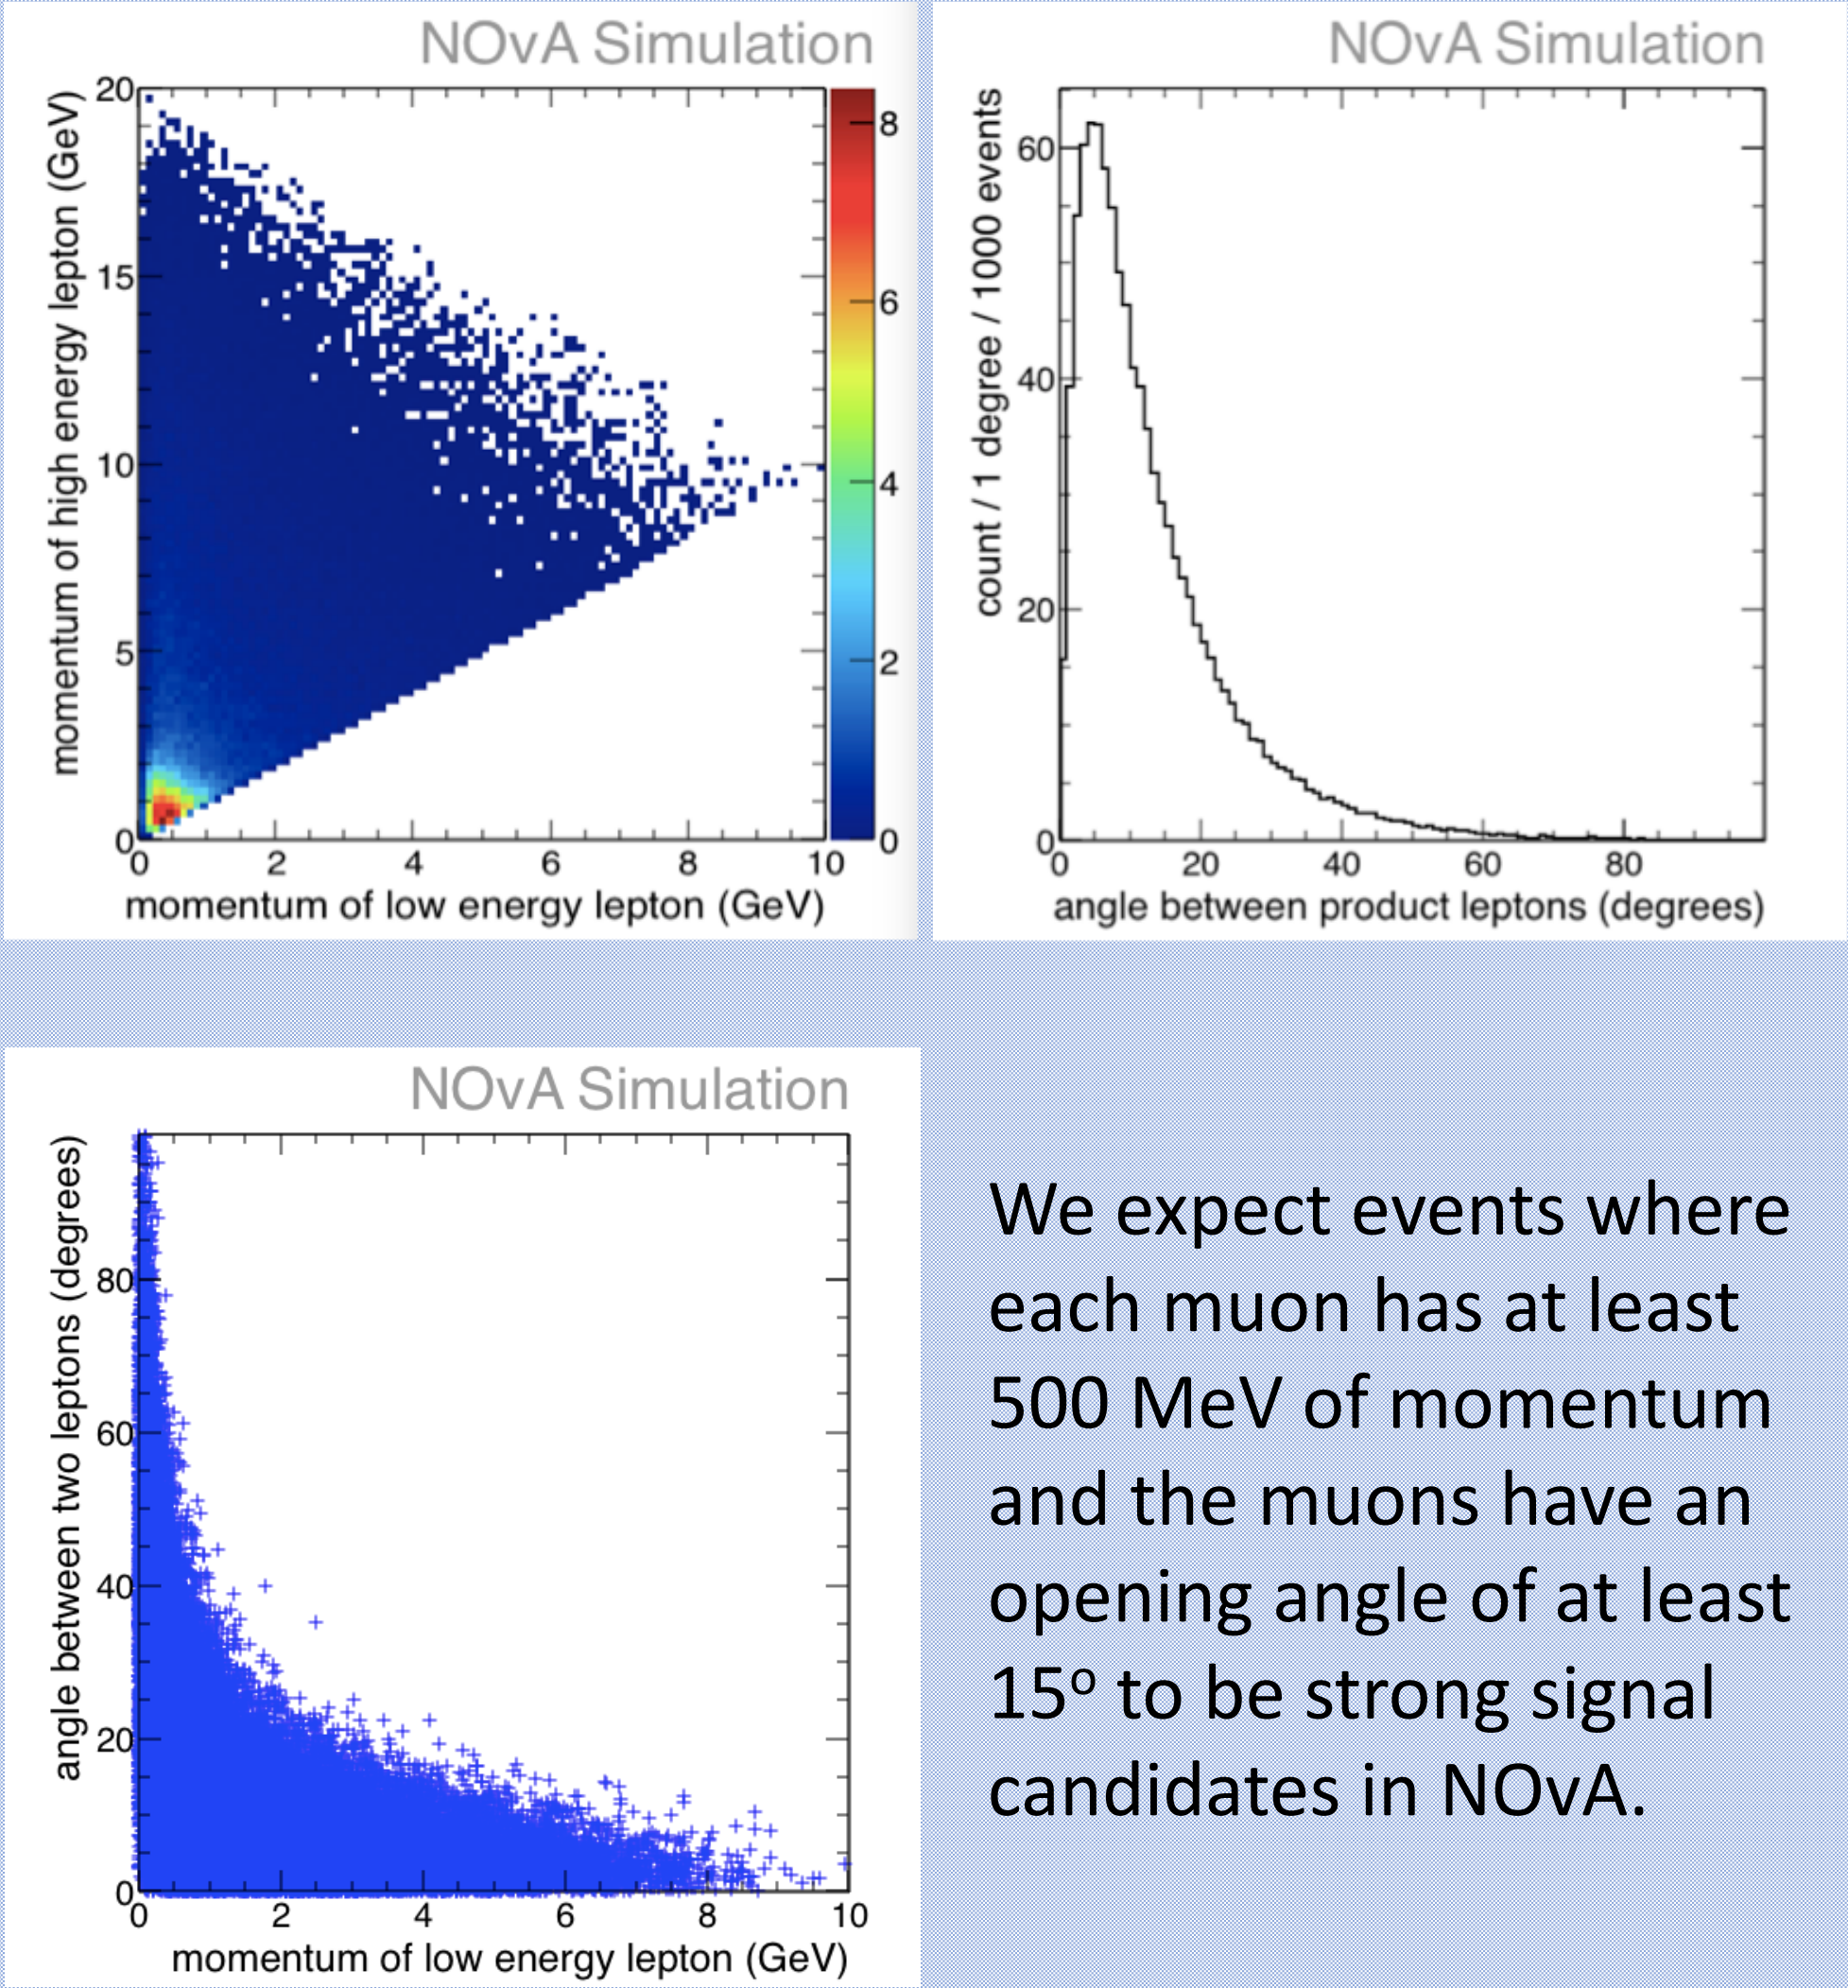 NOvA Simulation
momentum of high energy lepton (GeV)
20
15
10
5
0
0 2 4 6 8 10
momentum of low energy lepton (GeV)
8
6
4
2
0
NOvA Simulation
count / 1 degree / 1000 events
60
40
20
0
0 20 40 60 80
angle between product leptons (degrees)
NOvA Simulation
angle between two leptons (degrees)
80
60
40
20
0
0 2 4 6 8 10
momentum of low energy lepton (GeV)
We expect events where
each muon has at least
500 MeV of momentum
and the muons have an
opening angle of at least
15º to be strong signal
candidates in NOvA.